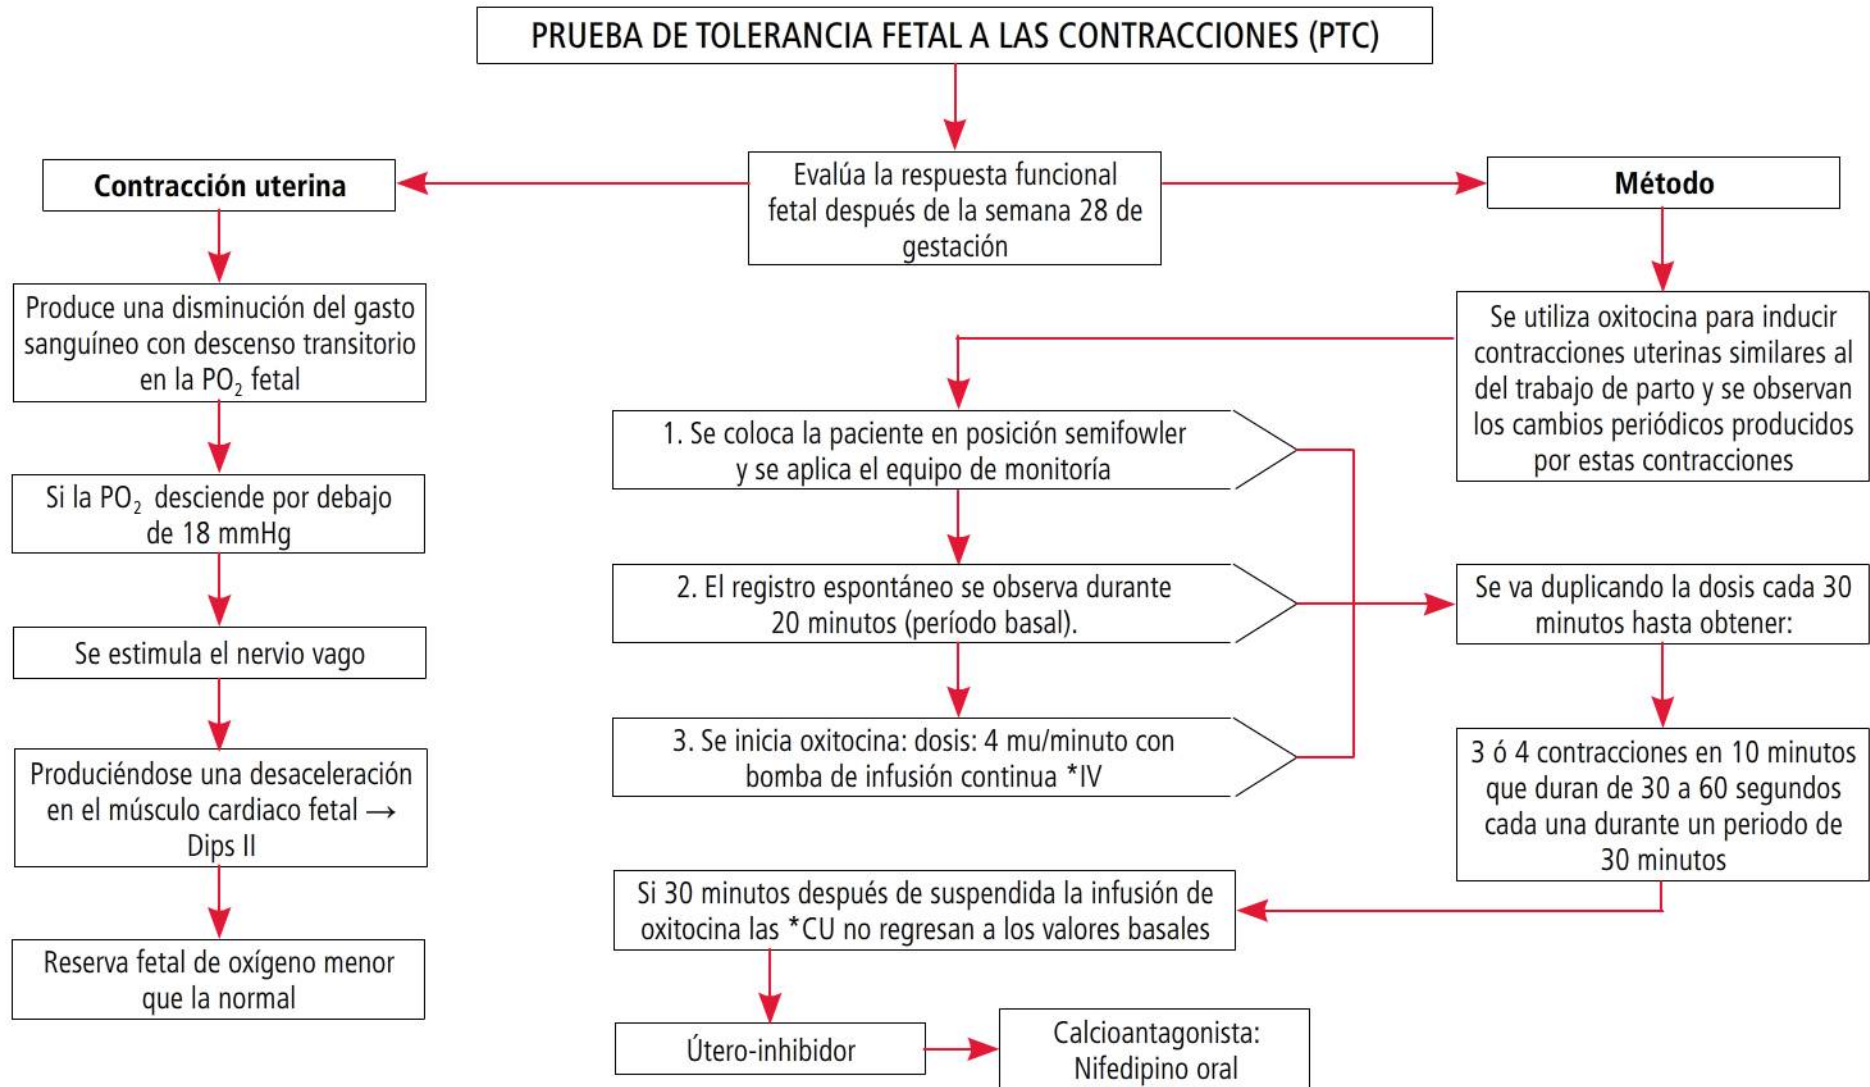 PRUEBA DE TOLERANCIA FETAL A LAS CONTRACCIONES (PTC)
Evalúa la respuesta funcional
fetal después de la semana 28 de
gestación
Contracción uterina
Produce una disminución del gasto
sanguíneo con descenso transitorio
en la PO₂ fetal
Si la PO₂ desciende por debajo
de 18 mmHg
Se estimula el nervio vago
Produciéndose una desaceleración
en el músculo cardiaco fetal →
Dips II
Reserva fetal de oxígeno menor
que la normal
Método
Se utiliza oxitocina para inducir
contracciones uterinas similares al
del trabajo de parto y se observan
los cambios periódicos producidos
por estas contracciones
1. Se coloca la paciente en posición semifowler
y se aplica el equipo de monitoría
2. El registro espontáneo se observa durante
20 minutos (período basal).
3. Se inicia oxitocina: dosis: 4 mu/minuto con
bomba de infusión continua *IV
Se va duplicando la dosis cada 30
minutos hasta obtener:
3 ó 4 contracciones en 10 minutos
que duran de 30 a 60 segundos
cada una durante un periodo de
30 minutos
Si 30 minutos después de suspendida la infusión de
oxitocina las *CU no regresan a los valores basales
Útero-inhibidor
Calcioantagonista:
Nifedipino oral